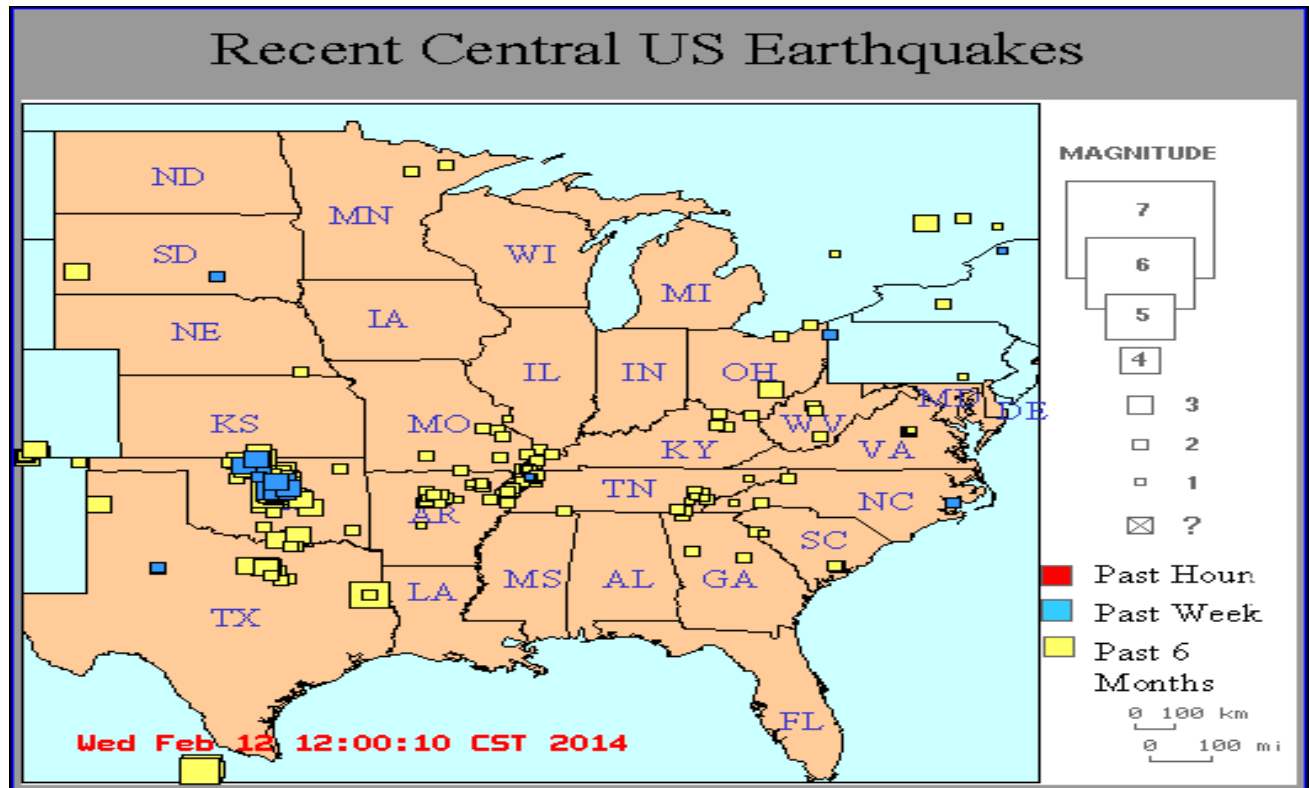 Recent Central US Earthquakes
MAGNITUDE
7
6
5
4
3
2
1
?
ND
MN
SD
WI
MI
NE
IA
IL
IN
OH
KS
MO
KY
WV
MD
DE
VA
TN
NC
AR
SC
MS
AL
GA
LA
TX
FL
Past Hour
Past Week
Past 6
Months
0 100 km
0 100 mi
Wed Feb 12 12:00:10 CST 2014